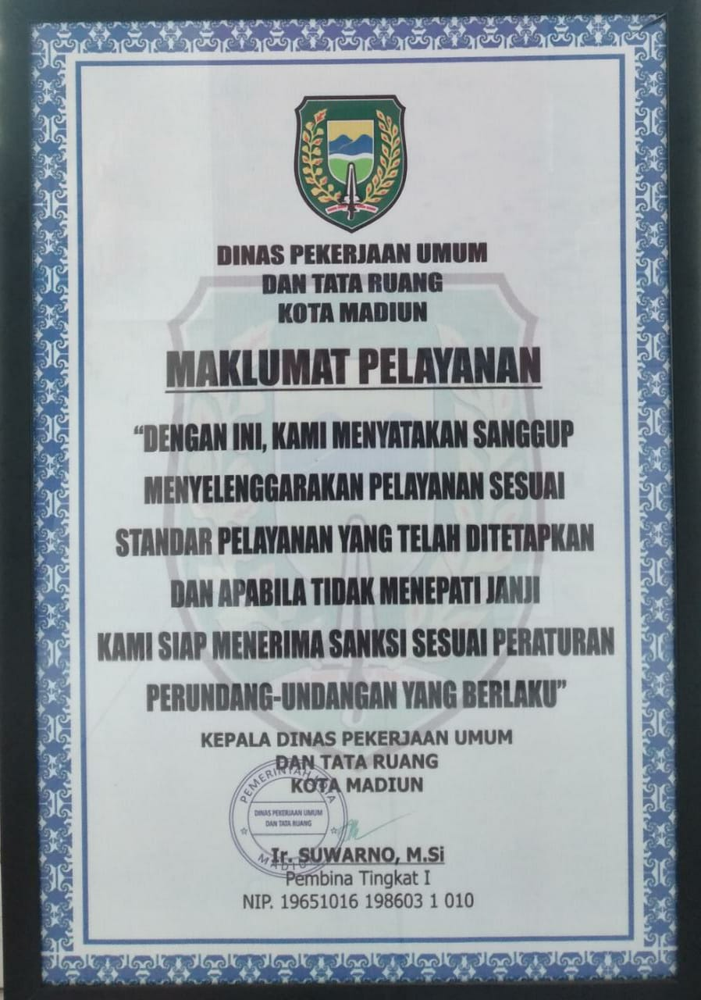 DINAS PEKERJAAN UMUM
DAN TATA RUANG
KOTA MADIUN
MAKLUMAT PELAYANAN
“DENGAN INI, KAMI MENYATAKAN SANGGUP
MENYELENGGARAKAN PELAYANAN SESUAI
STANDAR PELAYANAN YANG TELAH DITETAPKAN
DAN APABILA TIDAK MENEPATI JANJI
KAMI SIAP MENERIMA SANKSI SESUAI PERATURAN
PERUNDANG-UNDANGAN YANG BERLAKU”
KEPALA DINAS PEKERJAAN UMUM
DAN TATA RUANG
KOTA MADIUN
PEMERINTAH KOTA
DINAS PEKERJAAN UMUM
DAN TATA RUANG
MADIUN
Ir. SUWARNO, M.Si
Pembina Tingkat I
NIP. 19651016 198603 1 010